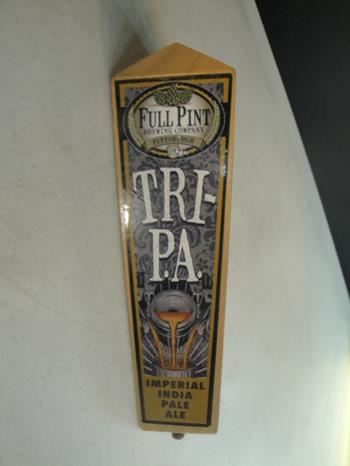 FULL PINT
BREWING COMPANY
PITTSBURGH
TRI-
P.A.
IMPERIAL
INDIA
PALE
ALE